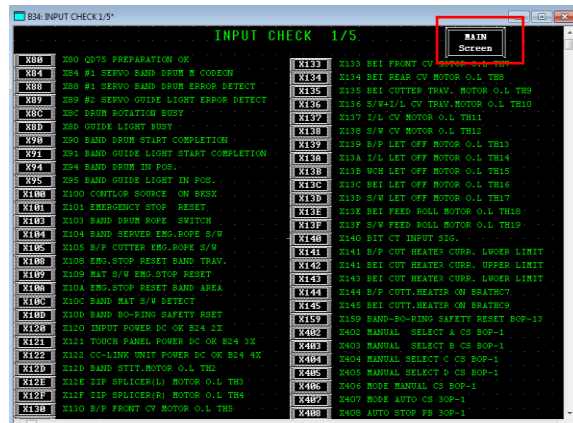 B34: INPUT CHECK 1/5*
INPUT CHECK 1/5
MAIN
Screen
X80 X80 QD75 PREPARATION OK
X84 X84 #1 SERVO BAND DRUM M CODEON
X88 X88 #1 SERVO BAND DRUM ERROR DETECT
X89 X89 #2 SERVO GUIDE LIGHT ERROR DETECT
X8C X8C DRUM ROTATION BUSY
X8D X8D GUIDE LIGHT BUSY
X90 X90 BAND DRUM START COMPLETION
X91 X91 BAND GUIDE LIGHT START COMPLETION
X94 X94 BAND DRUM IN POS.
X95 X95 BAND GUIDE LIGHT IN POS.
X100 X100 CONTLOR SOURCE ON BKSX
X101 X101 EMERGENCY STOP RESET
X103 X103 BAND DRUM ROPE SWITCH
X104 X104 BAND SERVER EMG.ROPE S/W
X105 X105 B/P CUTTER EMG.ROPE S/W
X108 X108 EMG.STOP RESET BAND TRAV.
X109 X109 MAT S/W EMG.STOP RESET
X10A X10A EMG.STOP RESET BAND AREA
X10C X10C BAND MAT S/W DETECT
X10D X10D BAND BO-RING SAFETY RSET
X120 X120 INPUT POWER DC OK B24 2X
X121 X121 TOUCH PANEL POWER DC OK B24 3X
X122 X122 CC-LINK UNIT POWER DC OK B24 4X
X12D X12D BAND STIT.MOTOR O.L TH2
X12E X12E ZIP SPLICER(L) MOTOR O.L TH3
X12F X12F ZIP SPLICER(R) MOTOR O.L TH4
X130 X130 B/P FRONT CV MOTOR O.L TH5
X133 X133 BEI FRONT CV MOTOR O.L TH7
X134 X134 BEI REAR CV MOTOR O.L TH8
X135 X135 BEI CUTTER TRAV. MOTOR O.L TH9
X136 X136 S/W+I/L CV TRAV.MOTOR O.L TH10
X137 X137 I/L CV MOTOR O.L TH11
X138 X138 S/W CV MOTOR O.L TH12
X139 X139 B/P LET OFF MOTOR O.L TH13
X13A X13A I/L LET OFF MOTOR O.L TH14
X13B X13B WCH LET OFF MOTOR O.L TH15
X13C X13C BEI LET OFF MOTOR O.L TH16
X13D X13D S/W LET OFF MOTOR O.L TH17
X13E X13E BEI FEED ROLL MOTOR O.L TH18
X13F X13F S/W FEED ROLL MOTOR O.L TH19
X140 X140 BIT CT INPUT SIG.
X141 X141 B/P CUT HEATER CURR. LWOER LIMIT
X142 X141 BEI CUT HEATER CURR. UPPER LIMIT
X143 X143 BEI CUT HEATER CURR. LWOER LIMIT
X144 X144 B/P CUTT.HEATER ON BRATHC7
X145 X145 BEI CUTT.HEATER ON BRATHC9
X159 X159 BAND-BO-RING SAFETY RESET BOP-13
X402 X402 MANUAL SELECT A CS BOP-1
X403 X403 MANUAL SELECT B CS BOP-1
X404 X404 MANUAL SELECT C CS BOP-1
X405 X405 MANUAL SELECT D CS BOP-1
X406 X406 MODE MANUAL CS BOP-1
X407 X407 MODE AUTO CS BOP-1
X408 X408 AUTO STOP PB BOP-1